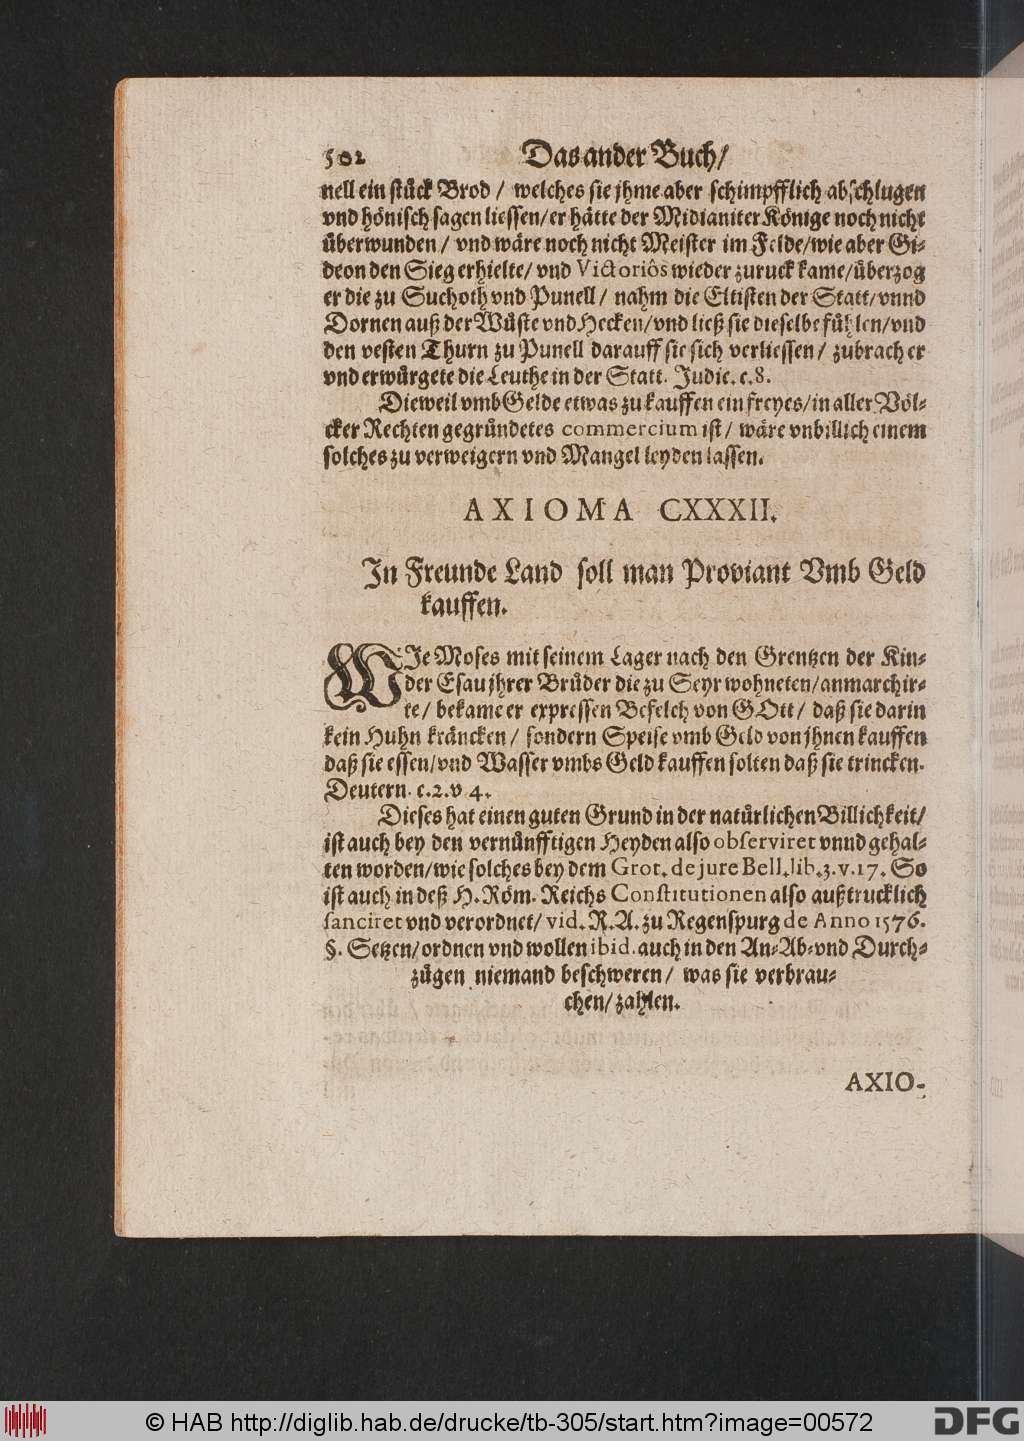 502 Das ander Buch/
nell ein stück Brod / welches sie jhme aber schimpfflich abschlugen
vnd hönisch sagen liessen/er hätte der Midianiter Könige noch nicht
überwunden / vnd wäre noch nicht Meister im Felde/wie aber Gi-
deon den Sieg erhielte/ vnd Victoriôs wieder zuruck kame/überzog
er die zu Suchoth vnd Punell / nahm die Eltisten der Statt/vnnd
Dornen auß der Wüste vnd Hecken/vnd ließ sie dieselbe fühlen/vnd
den vesten Thurn zu Punell darauff sie sich verliessen / zubrach er
vnd erwürgete die Leuthe in der Statt. Judic. c. 8.
Dieweil vmb Gelde etwas zu kauffen ein freyes/in aller Völ-
cker Rechten gegründetes commercium ist/ wäre vnbillich einem
solches zu verweigern vnd Mangel leyden lassen.
AXIOMA CXXXII.
In Freunde Land soll man Proviant Vmb Geld
kauffen.
WIe Moses mit seinem Lager nach den Grentzen der Kin-
der Esau jhrer Brüder die zu Seyr wohneten/anmarchir-
te/ bekame er expressen Befelch von GOtt/ daß sie darin
kein Huhn kräncken / sondern Speise vmb Geld von jhnen kauffen
daß sie essen/vnd Wasser vmbs Geld kauffen solten daß sie trincken.
Deutern. c. 2. v 4.
Dieses hat einen guten Grund in der natürlichen Billichkeit/
ist auch bey den vernünfftigen Heyden also observiret vnnd gehal-
ten worden/wie solches bey dem Grot. de jure Bell. lib. 3. v. 17. So
ist auch in deß H. Röm. Reichs Constitutionen also außtrucklich
sanciret vnd verordnet/ vid. R. A. zu Regenspurg de Anno 1576.
§. Setzen/ordnen vnd wollen ibid. auch in den An-Ab-vnd Durch-
zügen niemand beschweren / was sie verbrau-
chen/zahlen.
AXIO-
© HAB http://diglib.hab.de/drucke/tb-305/start.htm?image=00572
DFG